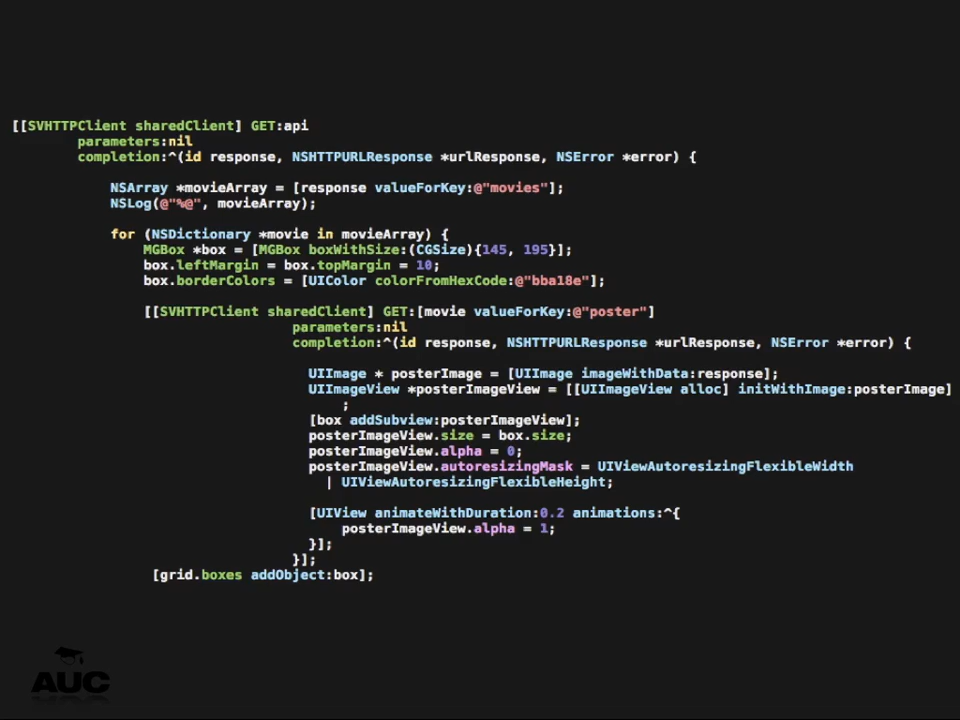 [[SVHTTPClient sharedClient] GET:api
parameters:nil
completion:^(id response, NSHTTPURLResponse *urlResponse, NSError *error) {
NSArray *movieArray = [response valueForKey:@"movies"];
NSLog(@"%@", movieArray);
for (NSDictionary *movie in movieArray) {
MGBox *box = [MGBox boxWithSize:(CGSize){145, 195}];
box.leftMargin = box.topMargin = 10;
box.borderColors = [UIColor colorFromHexCode:@"bba18e"];
[[SVHTTPClient sharedClient] GET:[movie valueForKey:@"poster"]
parameters:nil
completion:^(id response, NSHTTPURLResponse *urlResponse, NSError *error) {
UIImage * posterImage = [UIImage imageWithData:response];
UIImageView *posterImageView = [[UIImageView alloc] initWithImage:posterImage]
;
[box addSubview:posterImageView];
posterImageView.size = box.size;
posterImageView.alpha = 0;
posterImageView.autoresizingMask = UIViewAutoresizingFlexibleWidth
| UIViewAutoresizingFlexibleHeight;
[UIView animateWithDuration:0.2 animations:^{
posterImageView.alpha = 1;
}];
}];
[grid.boxes addObject:box];
AUC